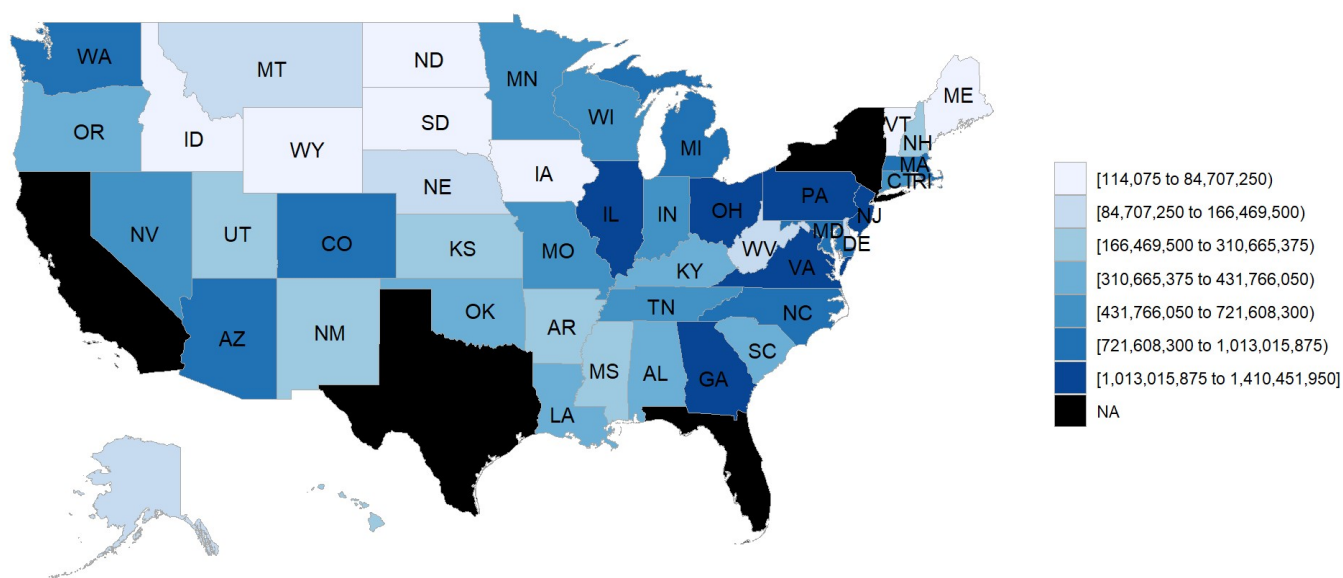 WA
MT
ND
MN
ME
OR
ID
SD
WI
VT
NH
WY
MI
MA
CT
RI
NE
IA
PA
NJ
NV
UT
CO
KS
MO
IL
IN
OH
MD
DE
WV
VA
KY
AZ
NM
OK
AR
TN
NC
SC
MS
AL
GA
LA
[114,075 to 84,707,250)
[84,707,250 to 166,469,500)
[166,469,500 to 310,665,375)
[310,665,375 to 431,766,050)
[431,766,050 to 721,608,300)
[721,608,300 to 1,013,015,875)
[1,013,015,875 to 1,410,451,950]
NA